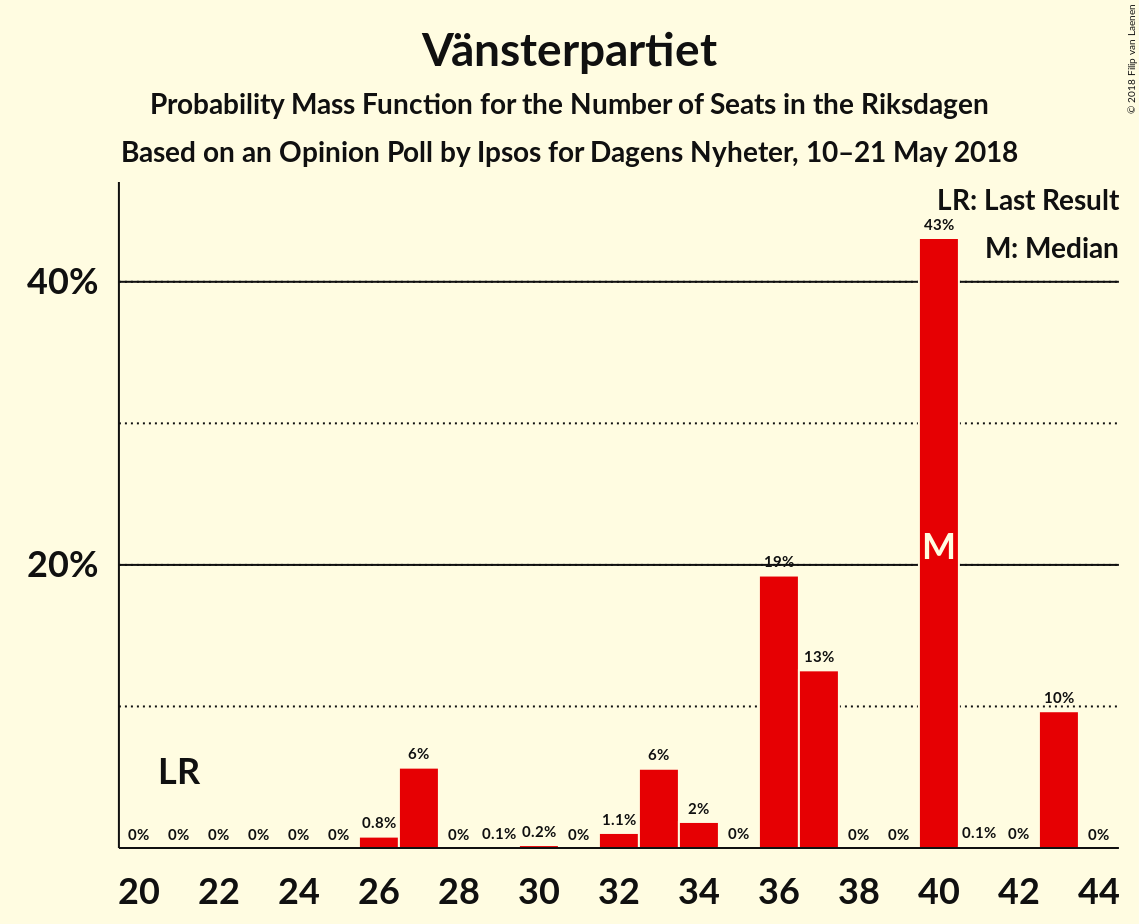 © 2018 Filip van Laenen
Vänsterpartiet
Probability Mass Function for the Number of Seats in the Riksdagen
Based on an Opinion Poll by Ipsos for Dagens Nyheter, 10–21 May 2018
LR: Last Result
M: Median
40%
20%
43%
M
19%
13%
10%
LR
6%
6%
2%
0% 0% 0% 0% 0% 0% 0.8% 0% 0.1% 0.2% 0% 1.1% 0% 0% 0% 0.1% 0% 0%
20 22 24 26 28 30 32 34 36 38 40 42 44